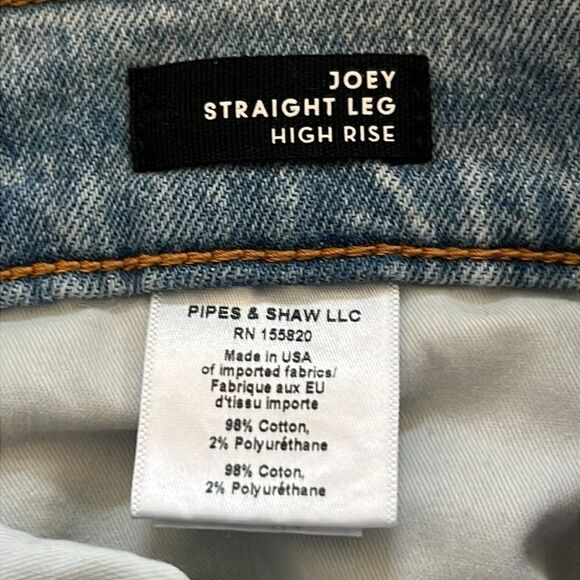 JOEY
STRAIGHT LEG
HIGH RISE
PIPES & SHAW LLC
RN 155820
Made in USA
of imported fabrics/
Fabrique aux EU
d'tissu importe
98% Cotton,
2% Polyuréthane
98% Coton,
2% Polyuréthane